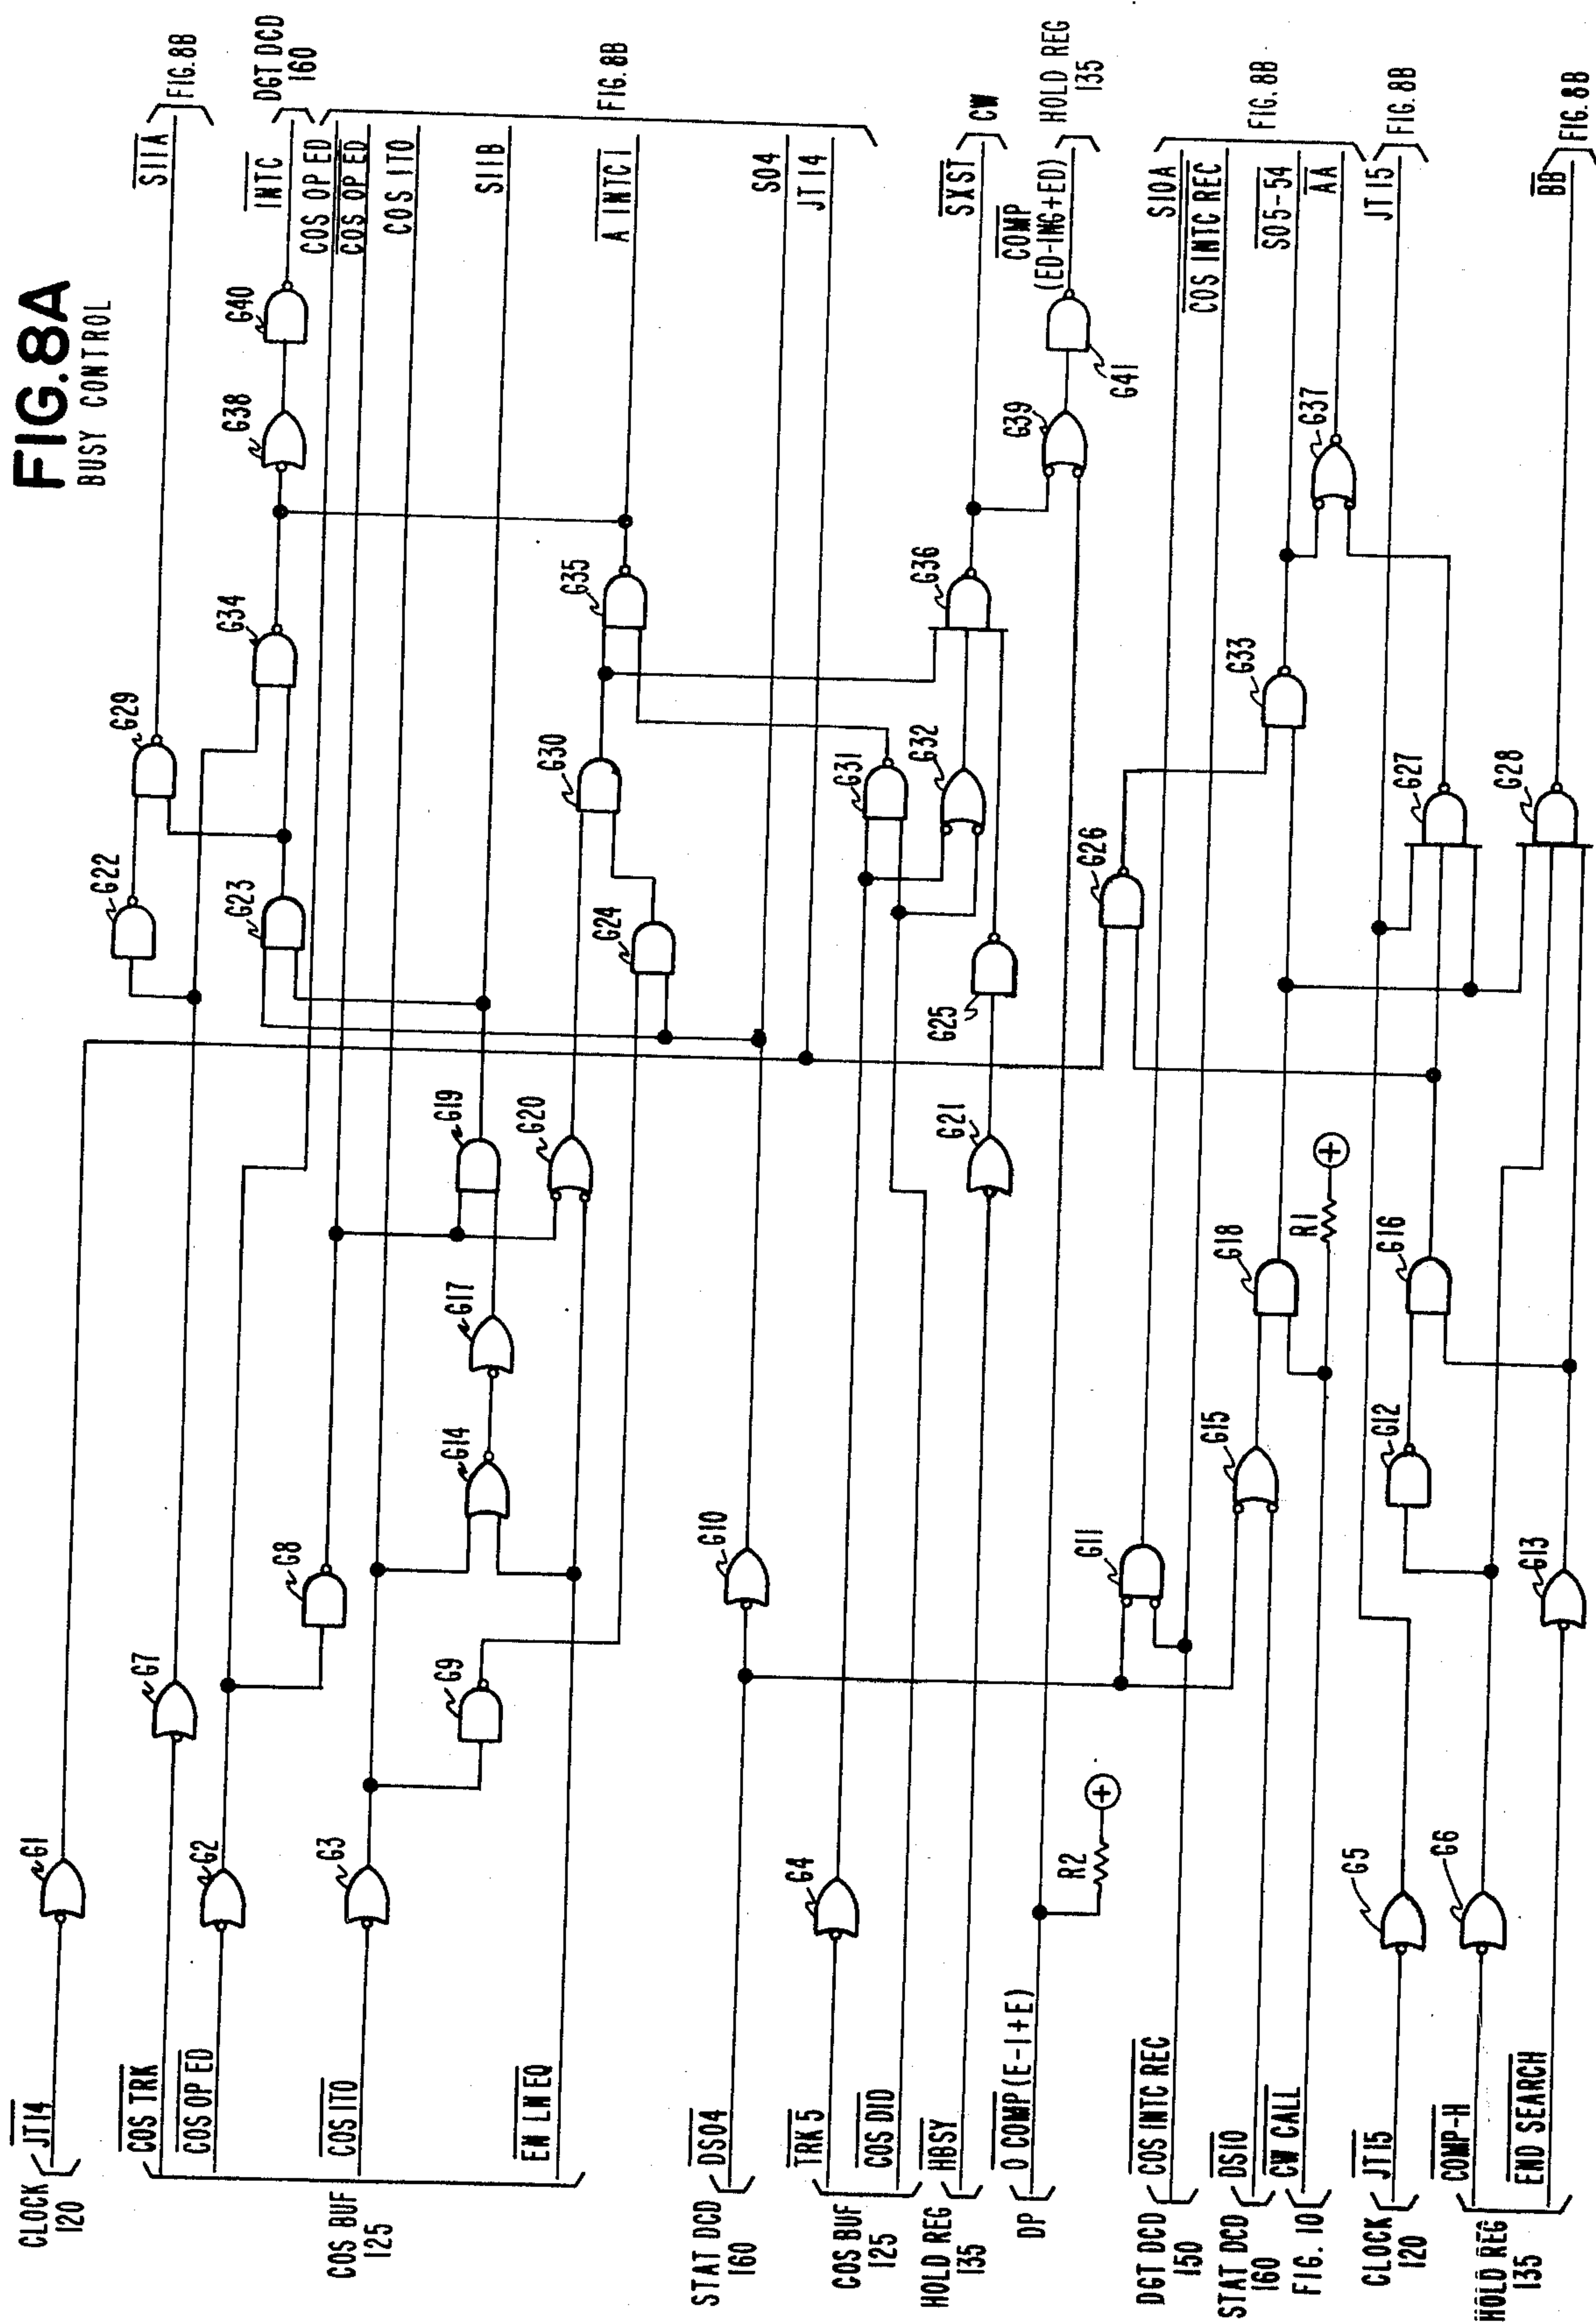 FIG.8A
BUSY CONTROL
CLOCK
120
JT14
COS TRK
COS OP ED
COS ITO
EN LN EQ
COS BUF
125
STAT DCD
160
DS04
TRK 5
COS DID
COS BUF
125
HOLD REG
135
HBSY
DP
O COMP (E-1+E)
DGT DCD
150
COS INTC REC
STAT DCD
160
DS10
FIG. 10
CW CALL
CLOCK
120
JT15
HOLD REG
135
COMP-H
END SEARCH
G1
G2
G3
G4
G5
G6
G7
G8
G9
G10
G11
G12
G13
G14
G15
G16
G17
G18
G19
G20
G21
G22
G23
G24
G25
G26
G27
G28
G29
G30
G31
G32
G33
G34
G35
G36
G37
G38
G39
G40
G41
R1
R2
+
+
S11A
FIG.8B
INTC
DGT DCD
160
COS OP ED
COS OP ED
COS ITO
S11B
A INTC1
S04
JT14
FIG.8B
SXST
CW
COMP
(ED-ING+ED)
HOLD REG
135
S10A
COS INTC REC
S05-54
AA
FIG. 8B
JT15
FIG.8B
BB
FIG.8B